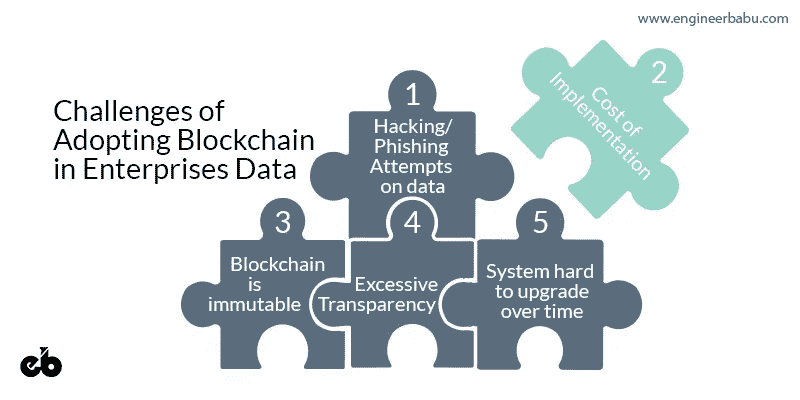 www.engineerbabu.com
Challenges of
Adopting Blockchain
in Enterprises Data
1
Hacking/
Phishing
Attempts
on data
2
Cost of
Implementation
3
Blockchain
is
immutable
4
Excessive
Transparency
5
System hard
to upgrade
over time
eb